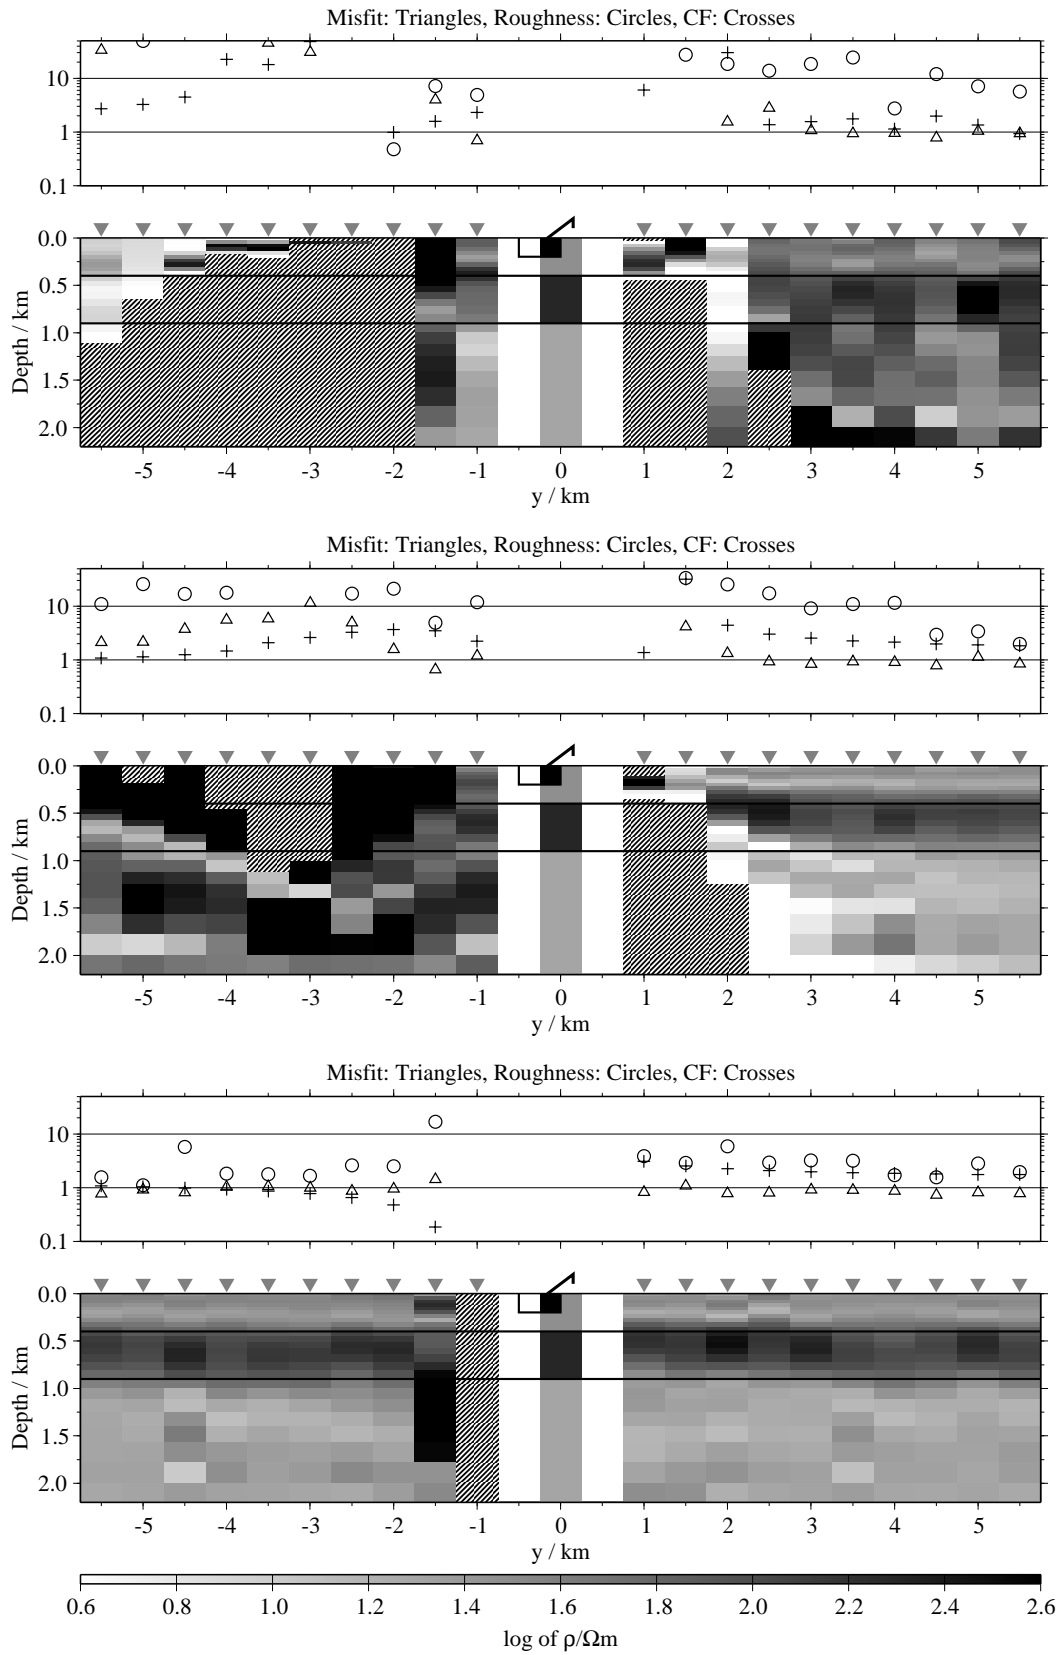 Misfit: Triangles, Roughness: Circles, CF: Crosses
10
1
0.1
0.0
0.5
1.0
1.5
2.0
Depth / km
-5 -4 -3 -2 -1 0 1 2 3 4 5
y / km
Misfit: Triangles, Roughness: Circles, CF: Crosses
10
1
0.1
0.0
0.5
1.0
1.5
2.0
Depth / km
-5 -4 -3 -2 -1 0 1 2 3 4 5
y / km
Misfit: Triangles, Roughness: Circles, CF: Crosses
10
1
0.1
0.0
0.5
1.0
1.5
2.0
Depth / km
-5 -4 -3 -2 -1 0 1 2 3 4 5
y / km
0.6 0.8 1.0 1.2 1.4 1.6 1.8 2.0 2.2 2.4 2.6
log of ρ/Ωm